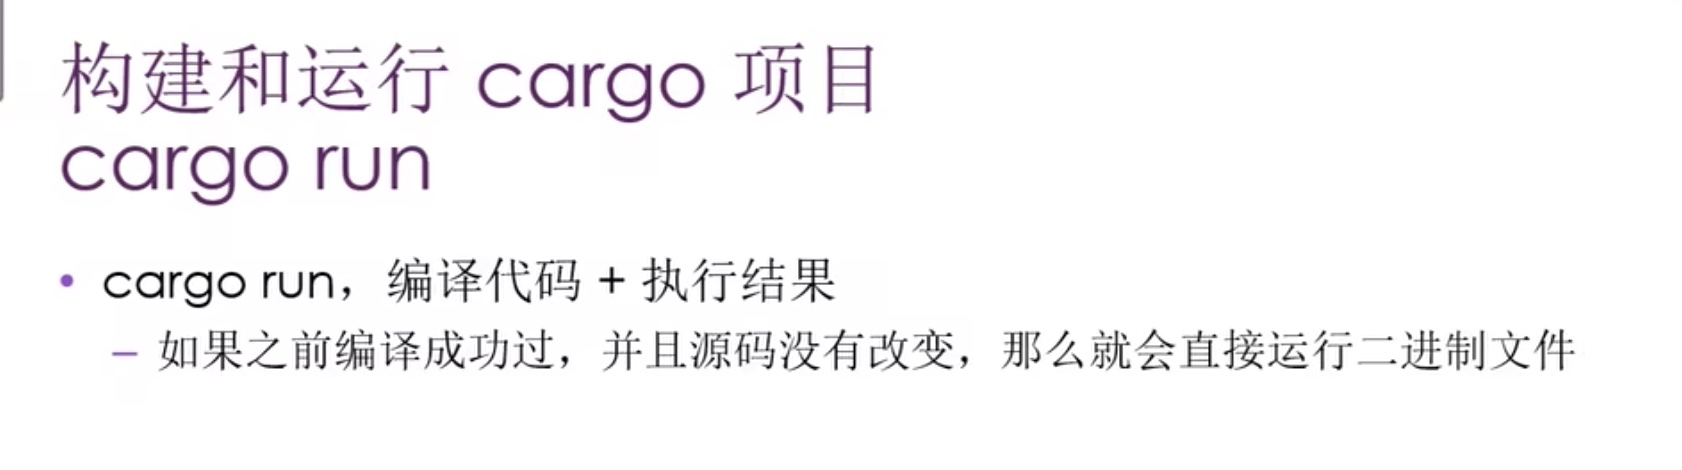 构建和运行 cargo 项目
cargo run
• cargo run，编译代码 + 执行结果
– 如果之前编译成功过，并且源码没有改变，那么就会直接运行二进制文件